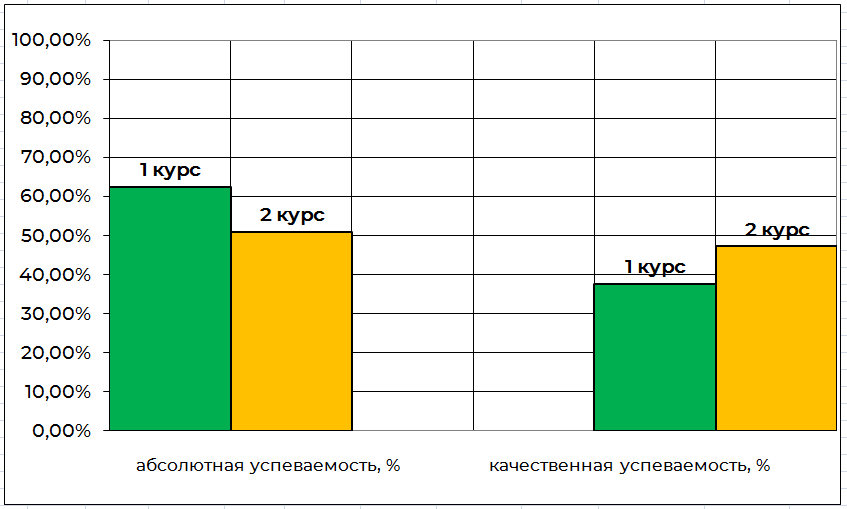 100,00%
90,00%
80,00%
70,00%
60,00%
50,00%
40,00%
30,00%
20,00%
10,00%
0,00%
1 курс
2 курс
1 курс
2 курс
абсолютная успеваемость, %
качественная успеваемость, %